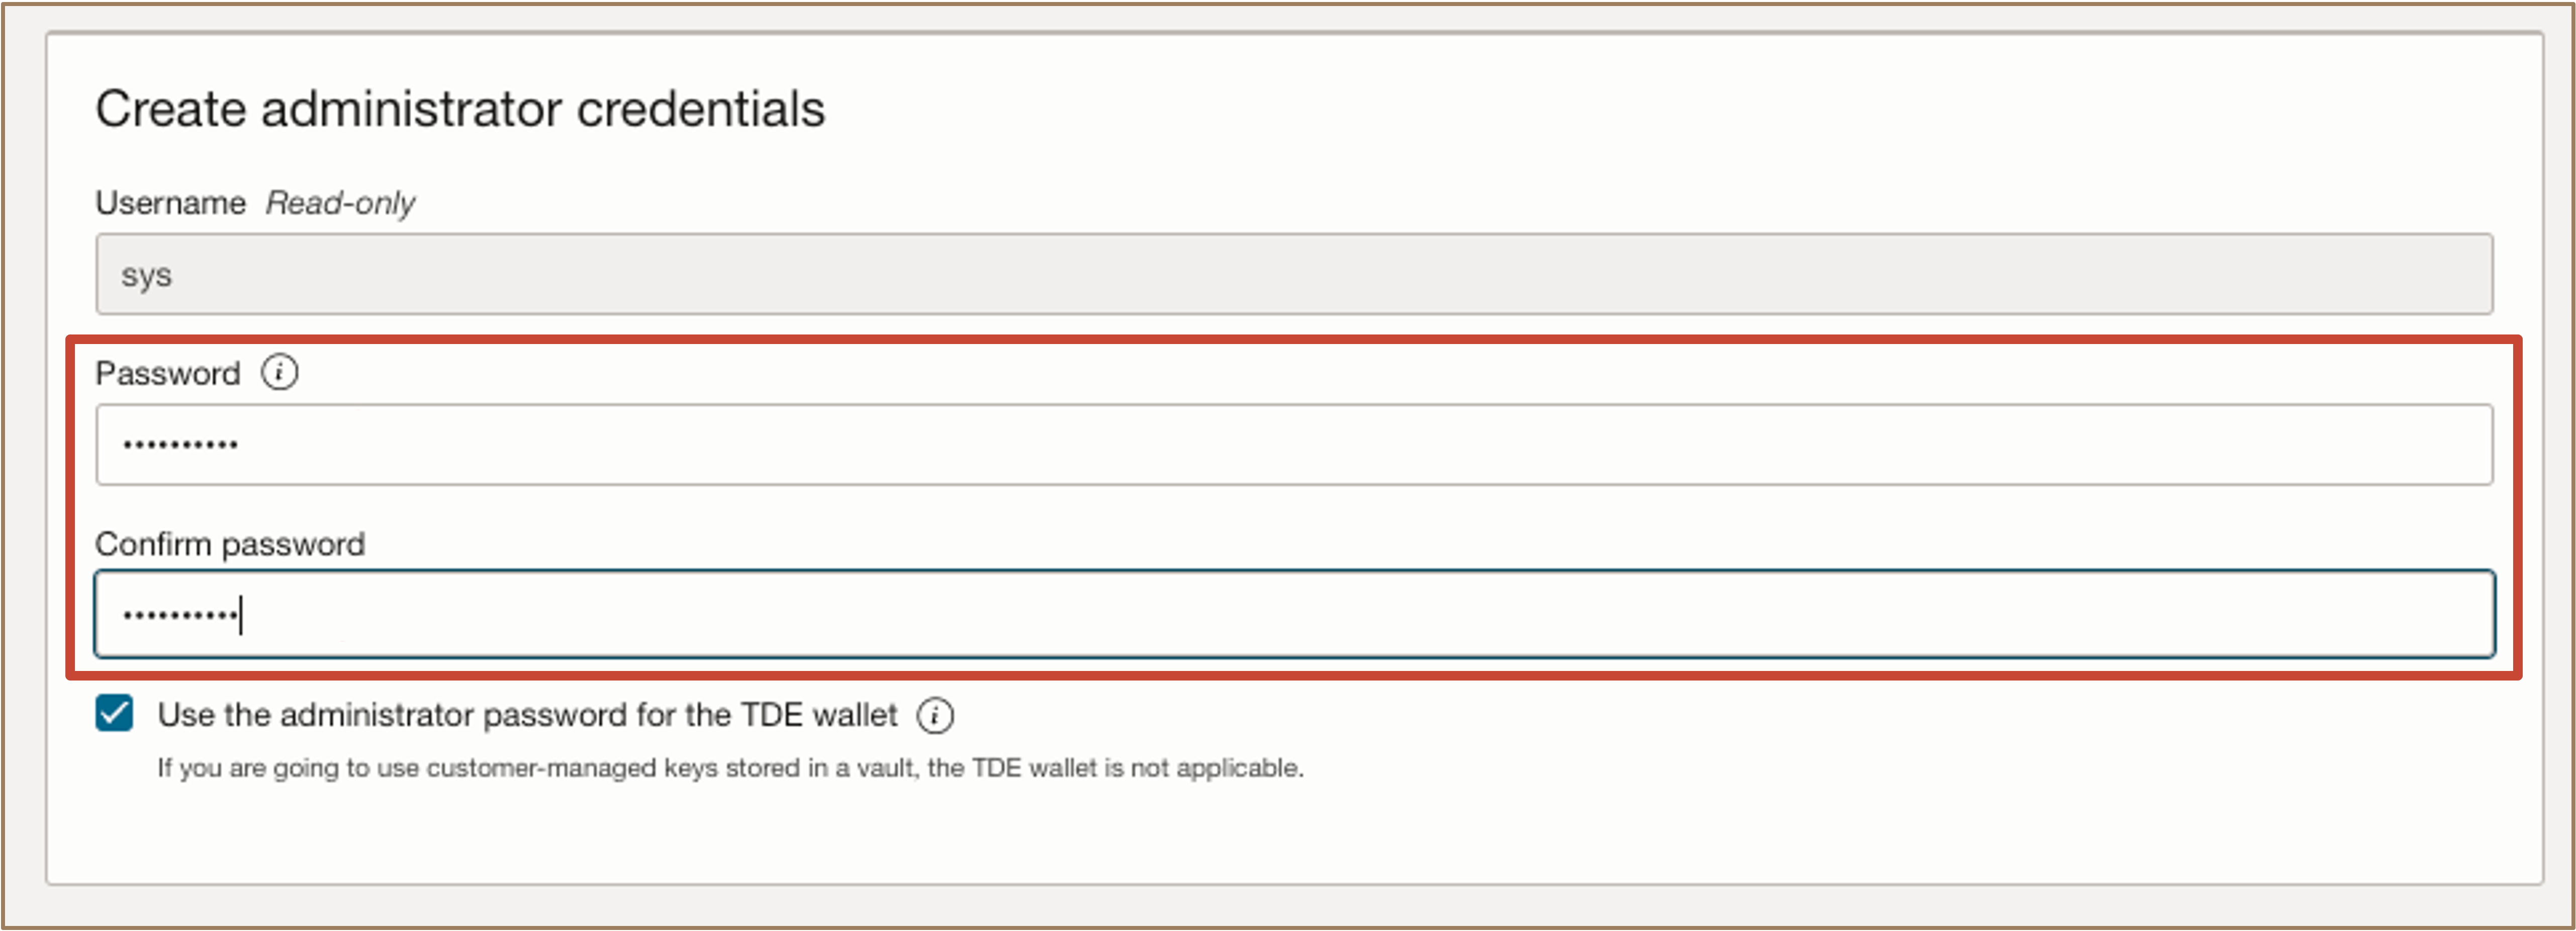 Create administrator credentials
Username Read-only
sys
Password i
••••••••••
Confirm password
••••••••••
Use the administrator password for the TDE wallet i
If you are going to use customer-managed keys stored in a vault, the TDE wallet is not applicable.